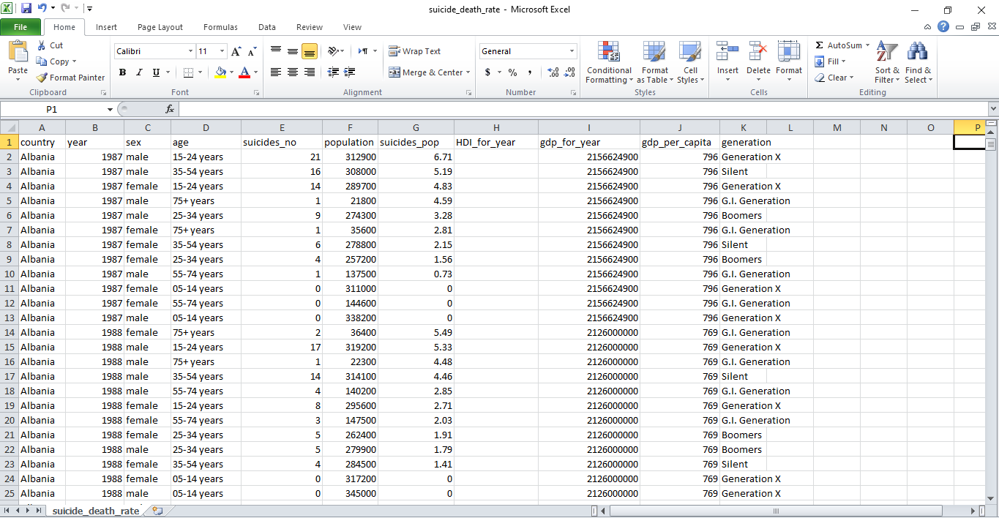 suicide_death_rate - Microsoft Excel
File Home Insert Page Layout Formulas Data Review View
Paste
Cut
Copy
Format Painter
Clipboard
Calibri 11
B I U A
Font
Wrap Text
Merge & Center
Alignment
General
$ % ,
Number
Conditional Formatting
Format as Table
Cell Styles
Styles
Insert Delete Format
Cells
Σ AutoSum
Fill
Clear
Sort & Filter
Find & Select
Editing
P1 fx
A B C D E F G H I J K L M N O P
1 country year sex age suicides_no population suicides_pop HDI_for_year gdp_for_year gdp_per_capita generation
2 Albania 1987 male 15-24 years 21 312900 6.71 2156624900 796 Generation X
3 Albania 1987 male 35-54 years 16 308000 5.19 2156624900 796 Silent
4 Albania 1987 female 15-24 years 14 289700 4.83 2156624900 796 Generation X
5 Albania 1987 male 75+ years 1 21800 4.59 2156624900 796 G.I. Generation
6 Albania 1987 male 25-34 years 9 274300 3.28 2156624900 796 Boomers
7 Albania 1987 female 75+ years 1 35600 2.81 2156624900 796 G.I. Generation
8 Albania 1987 female 35-54 years 6 278800 2.15 2156624900 796 Silent
9 Albania 1987 female 25-34 years 4 257200 1.56 2156624900 796 Boomers
10 Albania 1987 male 55-74 years 1 137500 0.73 2156624900 796 G.I. Generation
11 Albania 1987 female 05-14 years 0 311000 0 2156624900 796 Generation X
12 Albania 1987 female 55-74 years 0 144600 0 2156624900 796 G.I. Generation
13 Albania 1987 male 05-14 years 0 338200 0 2156624900 796 Generation X
14 Albania 1988 female 75+ years 2 36400 5.49 2126000000 769 G.I. Generation
15 Albania 1988 male 15-24 years 17 319200 5.33 2126000000 769 Generation X
16 Albania 1988 male 75+ years 1 22300 4.48 2126000000 769 G.I. Generation
17 Albania 1988 male 35-54 years 14 314100 4.46 2126000000 769 Silent
18 Albania 1988 male 55-74 years 4 140200 2.85 2126000000 769 G.I. Generation
19 Albania 1988 female 15-24 years 8 295600 2.71 2126000000 769 Generation X
20 Albania 1988 female 55-74 years 3 147500 2.03 2126000000 769 G.I. Generation
21 Albania 1988 female 25-34 years 5 262400 1.91 2126000000 769 Boomers
22 Albania 1988 male 25-34 years 5 279900 1.79 2126000000 769 Boomers
23 Albania 1988 female 35-54 years 4 284500 1.41 2126000000 769 Silent
24 Albania 1988 female 05-14 years 0 317200 0 2126000000 769 Generation X
25 Albania 1988 male 05-14 years 0 345000 0 2126000000 769 Generation X
suicide_death_rate